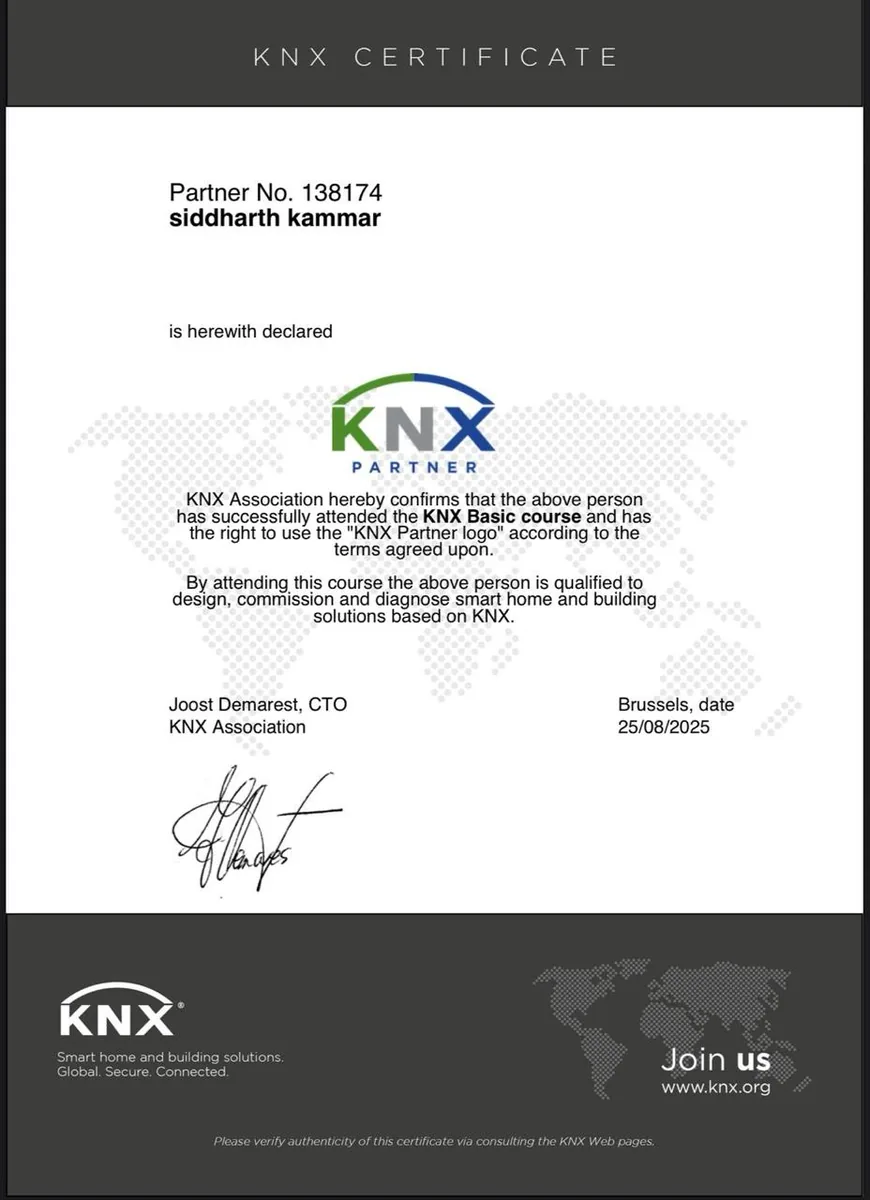 KNX CERTIFICATE
Partner No. 138174
siddharth kammar
is herewith declared
KNX
PARTNER
KNX Association hereby confirms that the above person
has successfully attended the KNX Basic course and has
the right to use the "KNX Partner logo" according to the
terms agreed upon.
By attending this course the above person is qualified to
design, commission and diagnose smart home and building
solutions based on KNX.
Joost Demarest, CTO
KNX Association
Brussels, date
25/08/2025
KNX®
Smart home and building solutions.
Global. Secure. Connected.
Join us
www.knx.org
Please verify authenticity of this certificate via consulting the KNX Web pages.